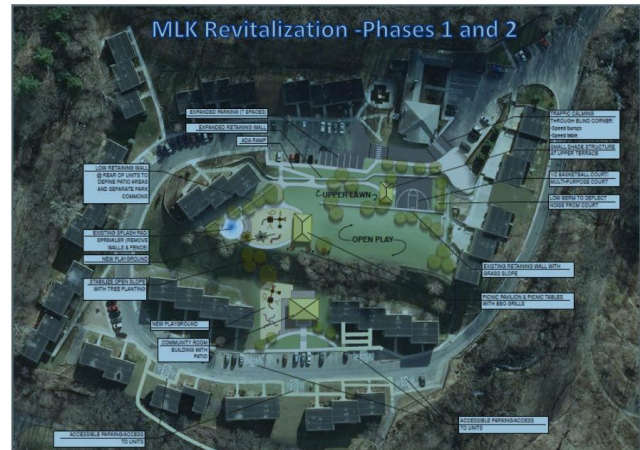 MLK Revitalization -Phases 1 and 2
EXPANDED PARKING (7 SPACES)
EXPANDED RETAINING WALL
ADA RAMP
TRAFFIC CALMING
THROUGH BLIND CORNER:
-Speed bumps
-Speed table
SMALL SHADE STRUCTURE
AT UPPER TERRACE
LOW RETAINING WALL
@ REAR OF UNITS TO
DEFINE PATIO AREAS
AND SEPARATE PARK
COMMONS
1/2 BASKETBALL COURT/
MULTI-PURPOSE COURT
UPPER LAWN
LOW BERM TO DEFLECT
NOISE FROM COURT
EXISTING SPLASH PAD
SPRINKLER (REMOVE
WALLS & FENCE)
OPEN PLAY
NEW PLAYGROUND
EXISTING RETAINING WALL WITH
GRASS SLOPE
STABILIZE OPEN SLOPE
WITH TREE PLANTING
PICNIC PAVILION & PICNIC TABLES
WITH BBQ GRILLS
NEW PLAYGROUND
COMMUNITY ROOM
BUILDING WITH
PATIO
ACCESSIBLE PARKING/ACCESS
TO UNITS
ACCESSIBLE PARKING/ACCESS
TO UNITS